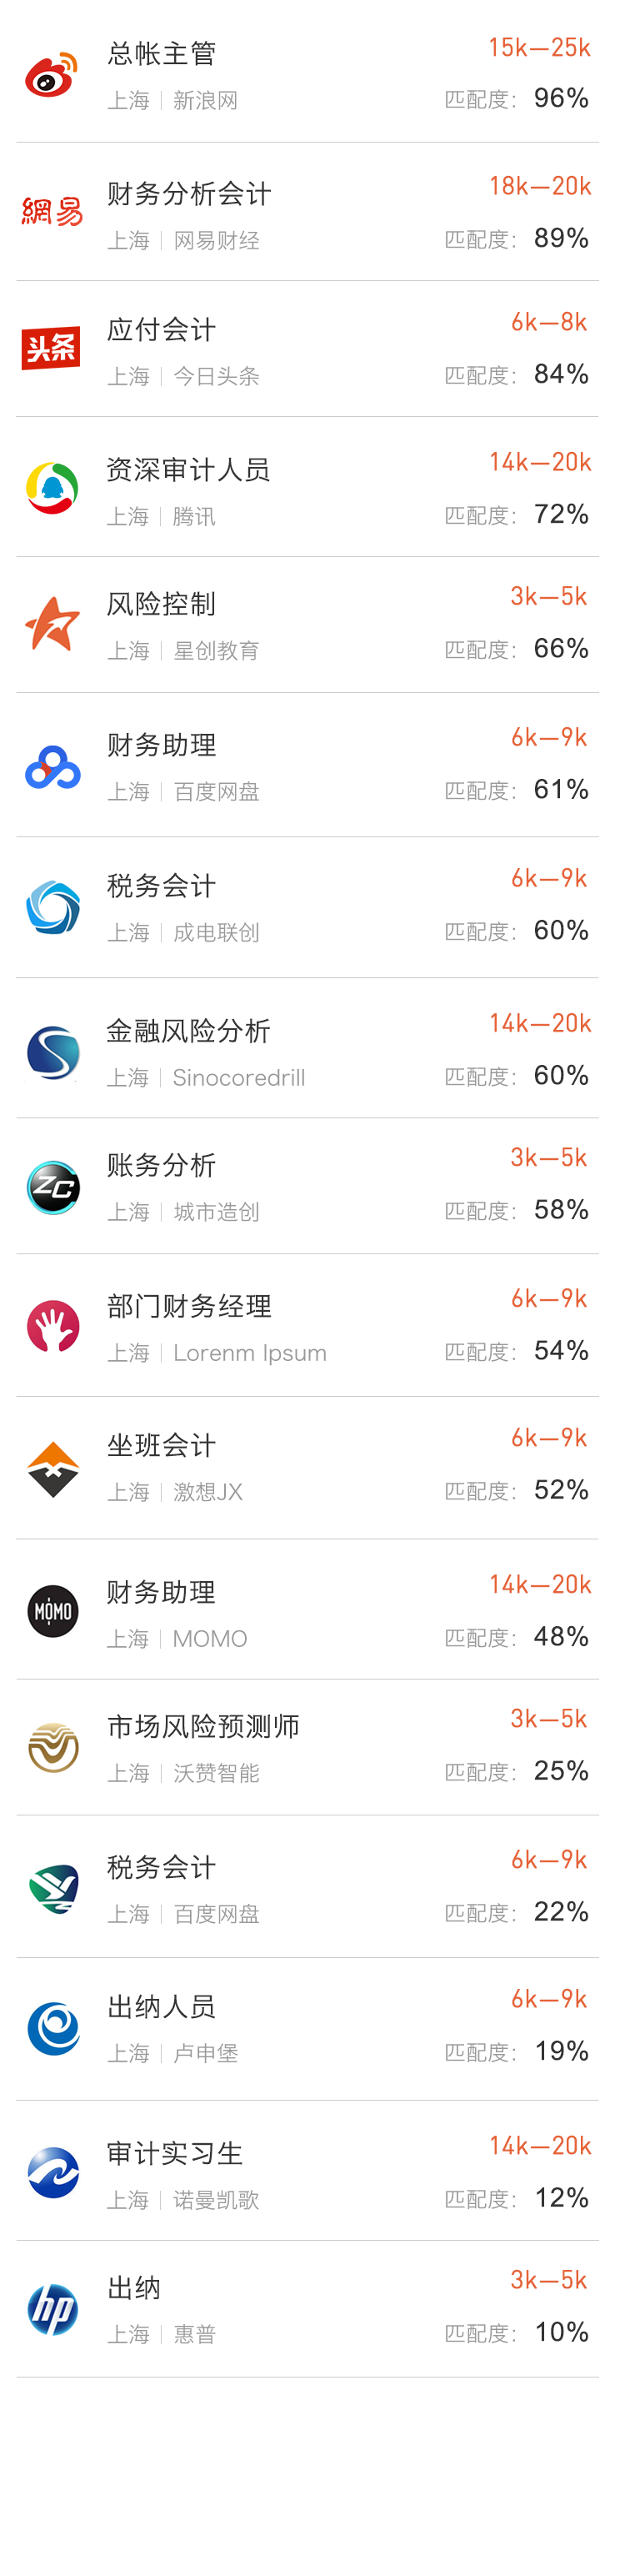 总帐主管 15k—25k
上海 | 新浪网 匹配度： 96%
網易
财务分析会计 18k—20k
上海 | 网易财经 匹配度： 89%
头条
应付会计 6k—8k
上海 | 今日头条 匹配度： 84%
资深审计人员 14k—20k
上海 | 腾讯 匹配度： 72%
风险控制 3k—5k
上海 | 星创教育 匹配度： 66%
财务助理 6k—9k
上海 | 百度网盘 匹配度： 61%
税务会计 6k—9k
上海 | 成电联创 匹配度： 60%
金融风险分析 14k—20k
上海 | Sinocoredrill 匹配度： 60%
ZC
账务分析 3k—5k
上海 | 城市造创 匹配度： 58%
部门财务经理 6k—9k
上海 | Lorenm Ipsum 匹配度： 54%
坐班会计 6k—9k
上海 | 激想JX 匹配度： 52%
MOMO
财务助理 14k—20k
上海 | MOMO 匹配度： 48%
市场风险预测师 3k—5k
上海 | 沃赞智能 匹配度： 25%
税务会计 6k—9k
上海 | 百度网盘 匹配度： 22%
出纳人员 6k—9k
上海 | 卢申堡 匹配度： 19%
审计实习生 14k—20k
上海 | 诺曼凯歌 匹配度： 12%
hp
出纳 3k—5k
上海 | 惠普 匹配度： 10%